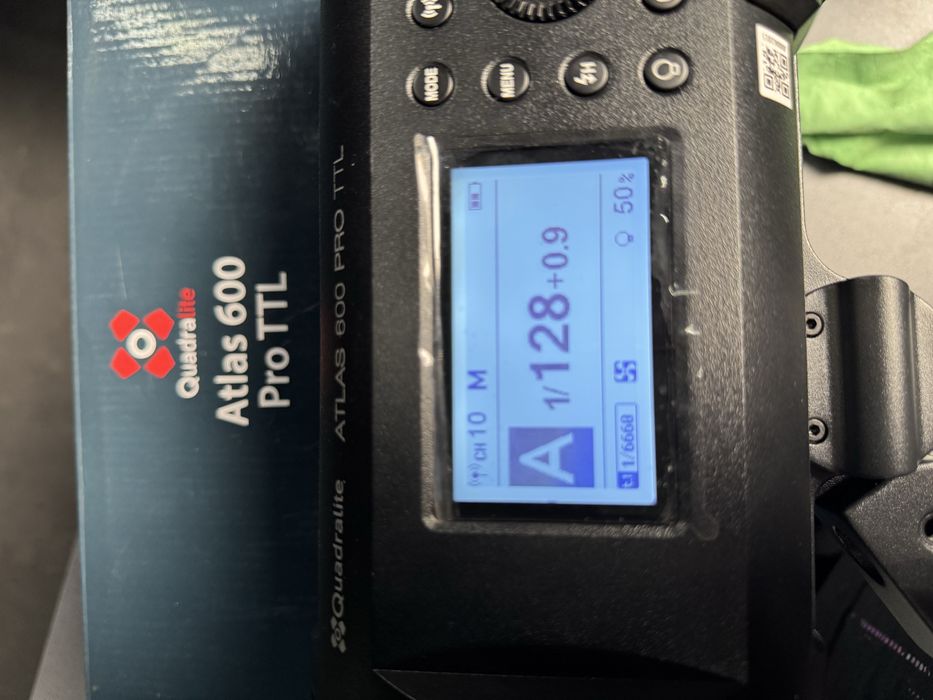 Quadralite
Atlas 600
Pro TTL
Quadralite ATLAS 600 PRO TTL
CH 10 M
A
1/128+0.9
t.1 1/6668
50%
MODE
MENU
H